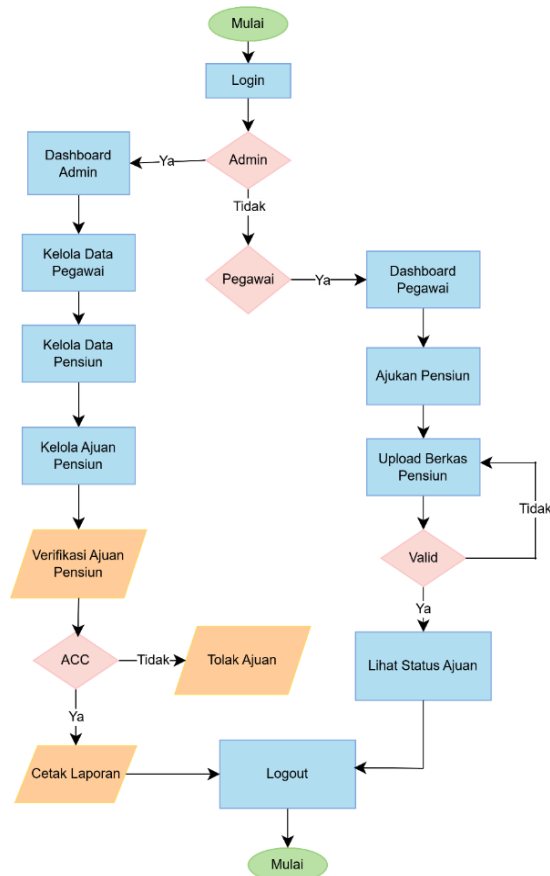 Mulai
Login
Admin
Ya
Dashboard
Admin
Tidak
Kelola Data
Pegawai
Pegawai
Ya
Dashboard
Pegawai
Kelola Data
Pensiun
Ajukan Pensiun
Kelola Ajuan
Pensiun
Upload Berkas
Pensiun
Tidak
Verifikasi Ajuan
Pensiun
Valid
Ya
ACC
Tidak
Tolak Ajuan
Lihat Status Ajuan
Ya
Cetak Laporan
Logout
Mulai